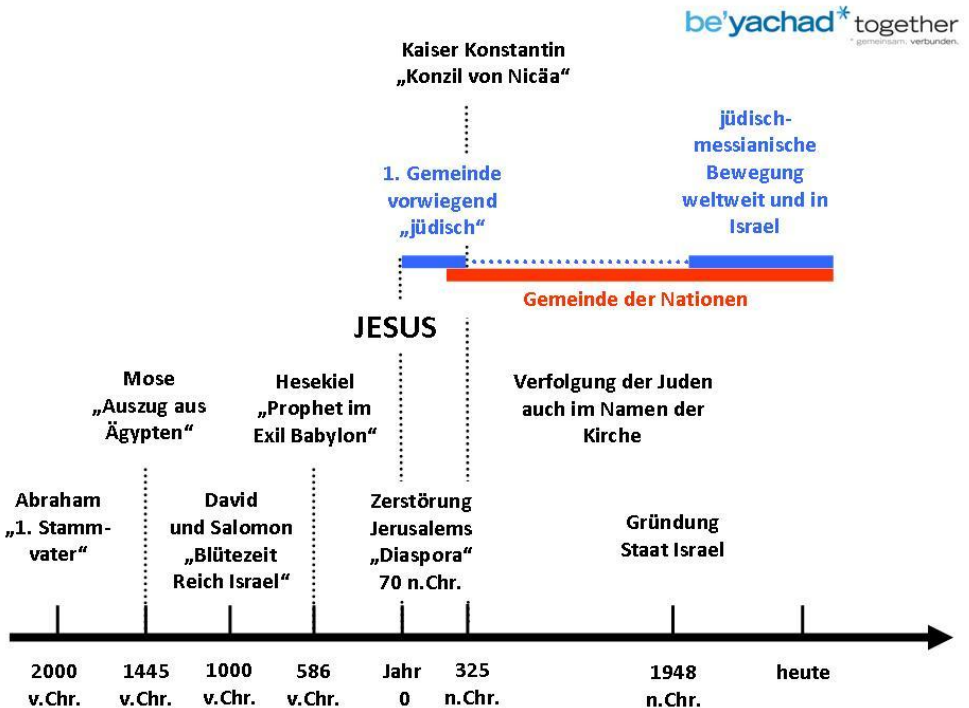 be'yachad* together
* gemeinsam. verbunden.
Kaiser Konstantin
„Konzil von Nicäa“
1. Gemeinde
vorwiegend
„jüdisch“
jüdisch-
messianische
Bewegung
weltweit und in
Israel
Gemeinde der Nationen
JESUS
Mose
„Auszug aus
Ägypten“
Hesekiel
„Prophet im
Exil Babylon“
Verfolgung der Juden
auch im Namen der
Kirche
Abraham
„1. Stamm-
vater“
David
und Salomon
„Blütezeit
Reich Israel“
Zerstörung
Jerusalems
„Diaspora“
70 n.Chr.
Gründung
Staat Israel
2000
v.Chr.
1445
v.Chr.
1000
v.Chr.
586
v.Chr.
Jahr
0
325
n.Chr.
1948
n.Chr.
heute